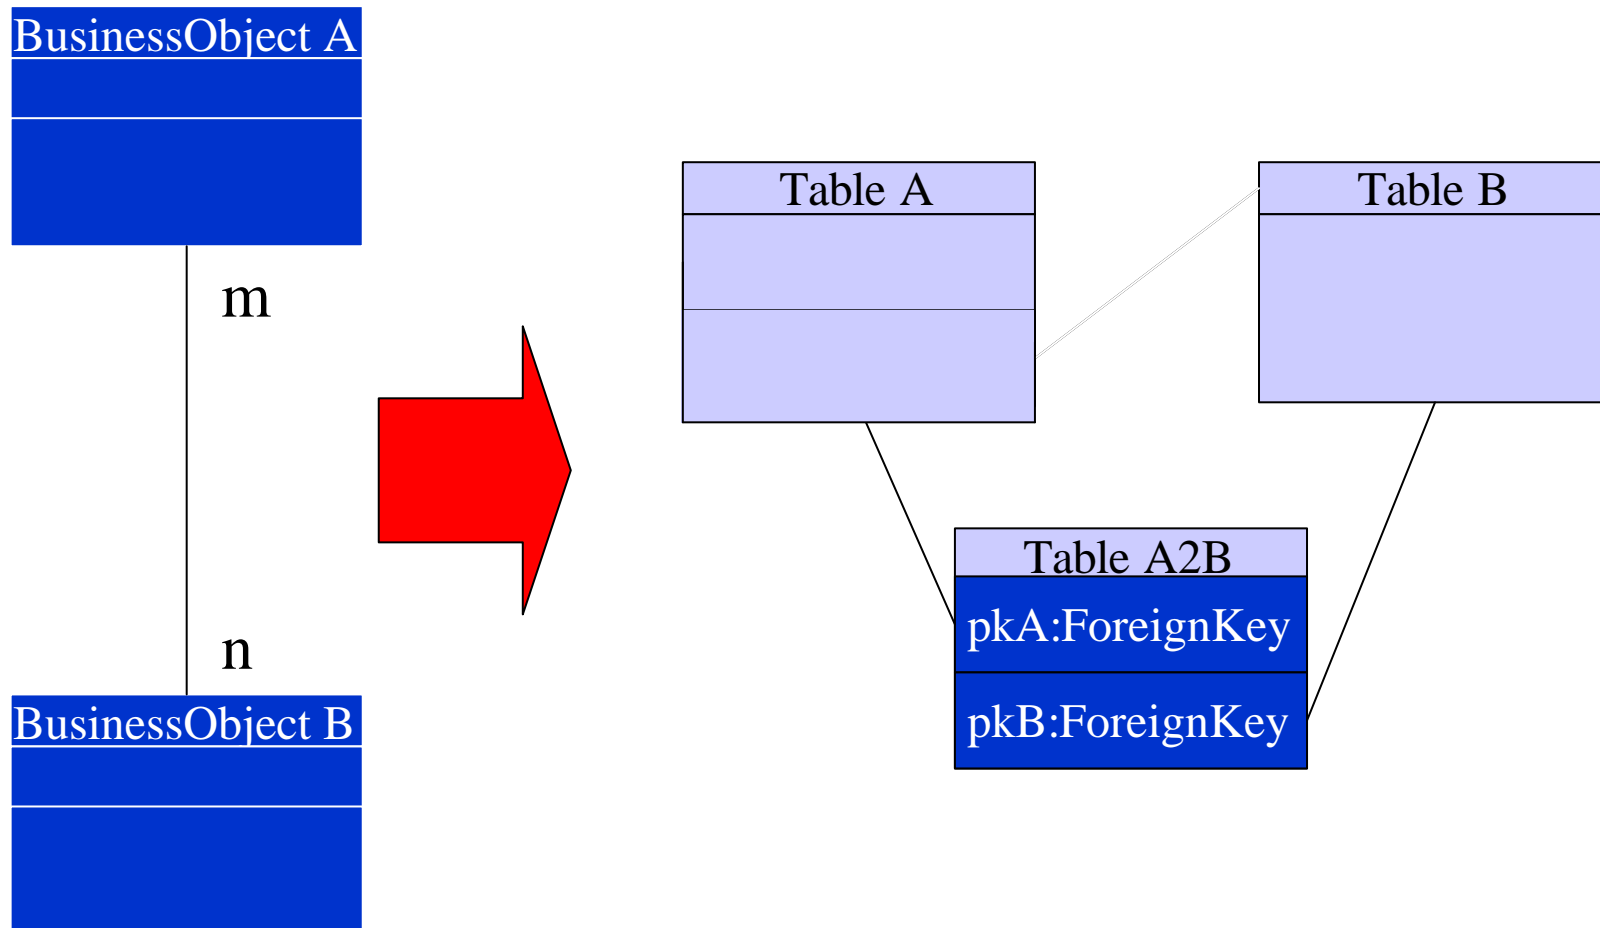 BusinessObject A
m
n
BusinessObject B
Table A
Table B
Table A2B
pkA:ForeignKey
pkB:ForeignKey